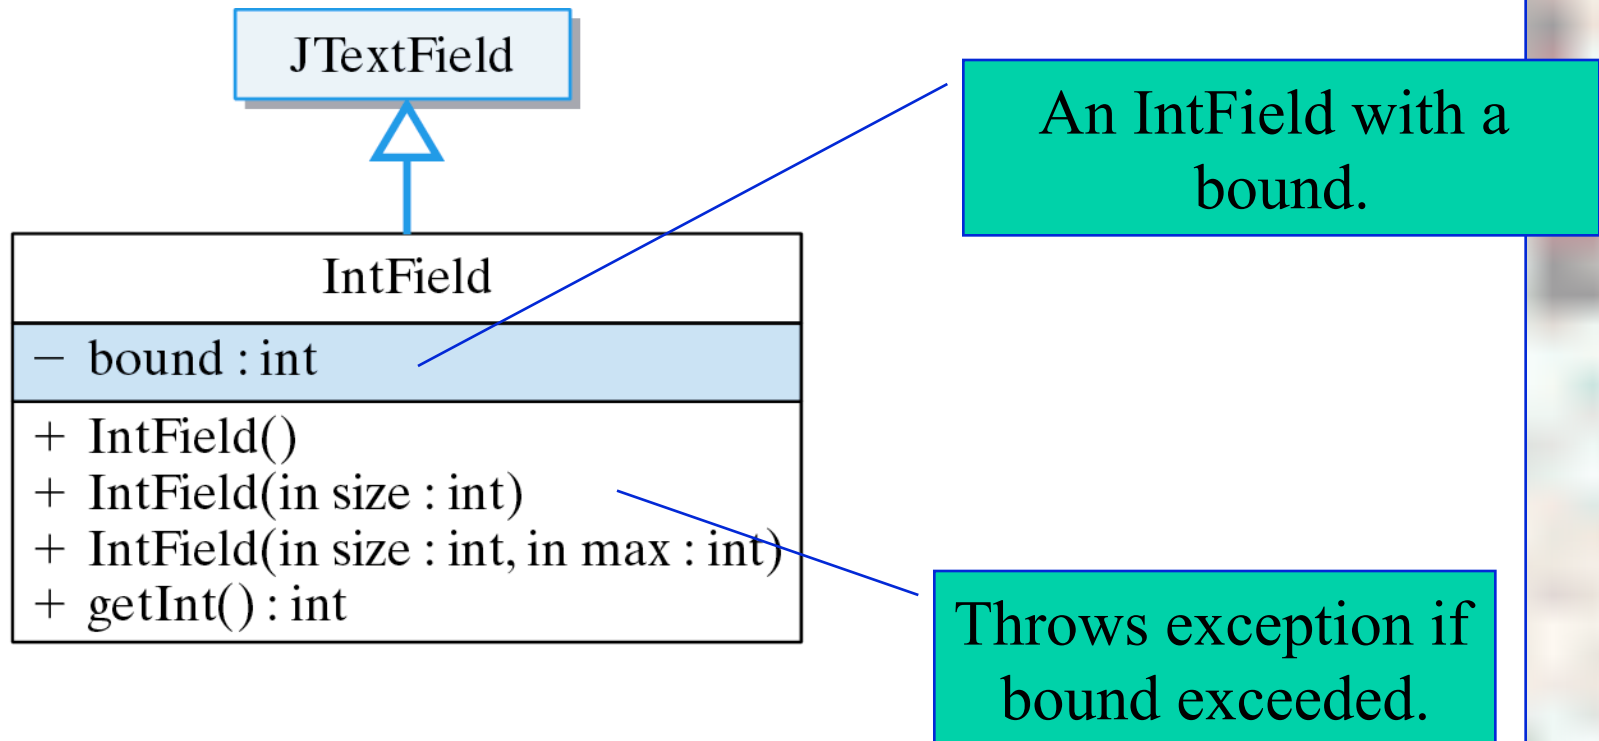 JTextField
An IntField with a
bound.
IntField
− bound : int
+ IntField()
+ IntField(in size : int)
+ IntField(in size : int, in max : int)
+ getInt() : int
Throws exception if
bound exceeded.